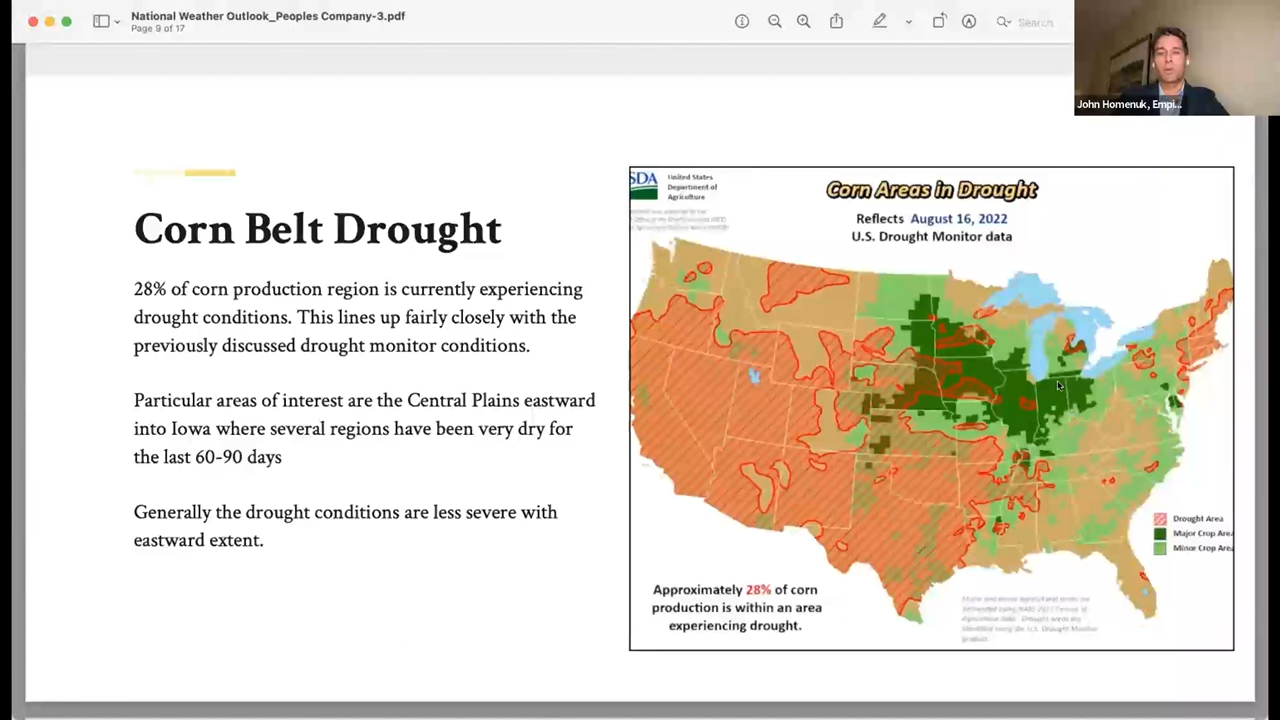 National Weather Outlook_Peoples Company-3.pdf
Page 9 of 17
Search
John Homenuk, Empi...
Corn Belt Drought
28% of corn production region is currently experiencing
drought conditions. This lines up fairly closely with the
previously discussed drought monitor conditions.
Particular areas of interest are the Central Plains eastward
into Iowa where several regions have been very dry for
the last 60-90 days
Generally the drought conditions are less severe with
eastward extent.
SDA
United States
Department of
Agriculture
Corn Areas in Drought
Reflects August 16, 2022
U.S. Drought Monitor data
Drought Area
Major Crop Area
Minor Crop Area
Approximately 28% of corn
production is within an area
experiencing drought.